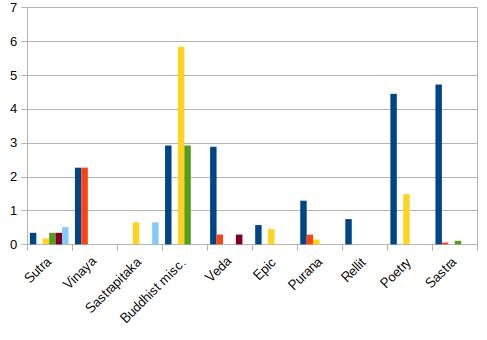 7
6
5
4
3
2
1
0
Sutra
Vinaya
Sastrapitaka
Buddhist misc.
Veda
Epic
Purana
Rellit
Poetry
Sastra